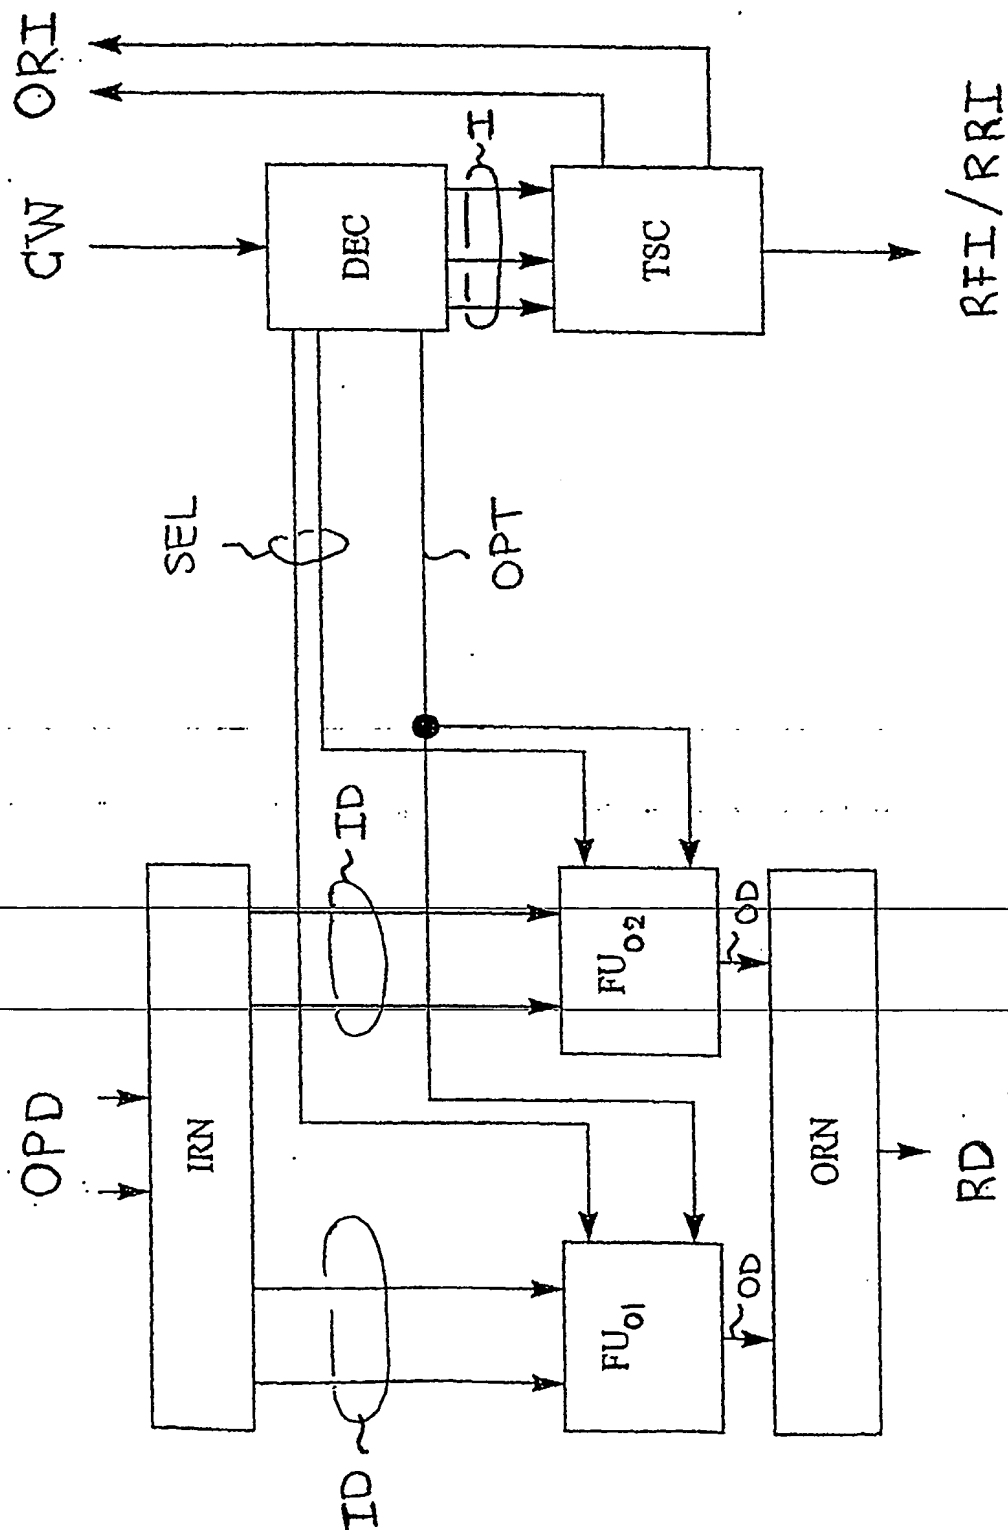 OPD
CW
ORI
SEL
IRN
ID
ID
DEC
I
OPT
FU01
FU02
TSC
OD
OD
ORN
RD
RFI/RRI